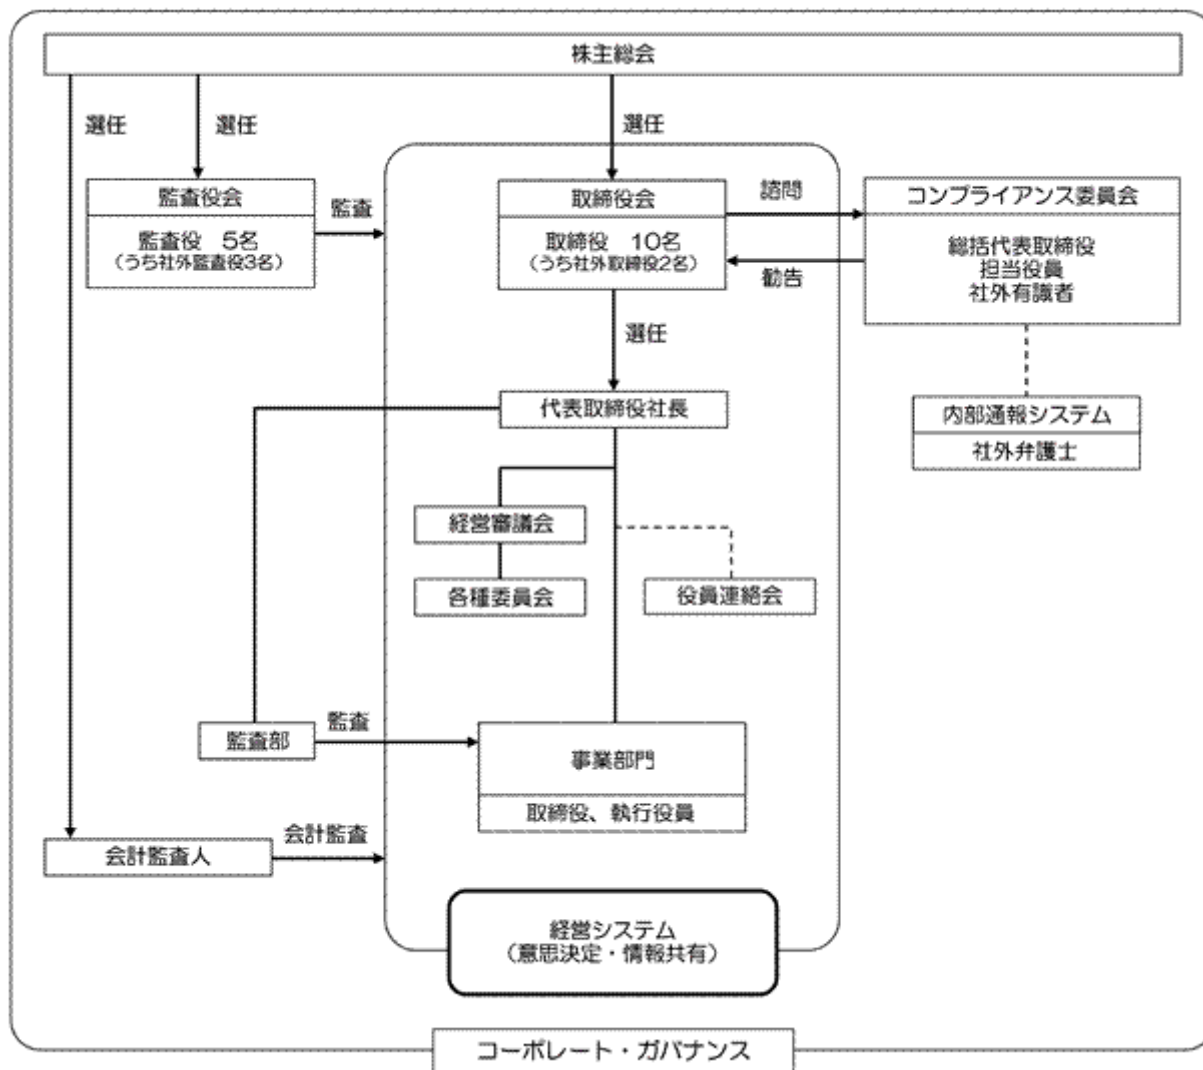 株主総会
選任
選任
選任
監査役会
監査役 5名
(うち社外監査役3名)
監査
取締役会
取締役 10名
(うち社外取締役2名)
諮問
勧告
コンプライアンス委員会
総括代表取締役
担当役員
社外有識者
選任
代表取締役社長
内部通報システム
社外弁護士
経営審議会
各種委員会
役員連絡会
監査部
監査
事業部門
取締役、執行役員
会計監査人
会計監査
経営システム
(意思決定・情報共有)
コーポレート・ガバナンス